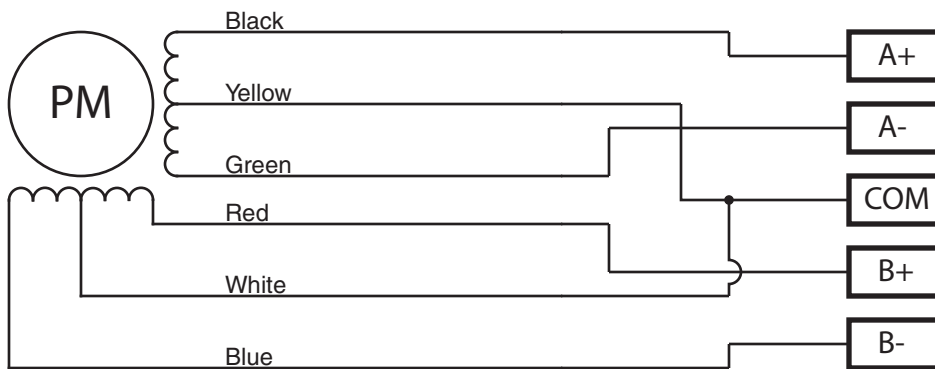 Black
A+
PM
Yellow
A-
Green
COM
Red
B+
White
B-
Blue